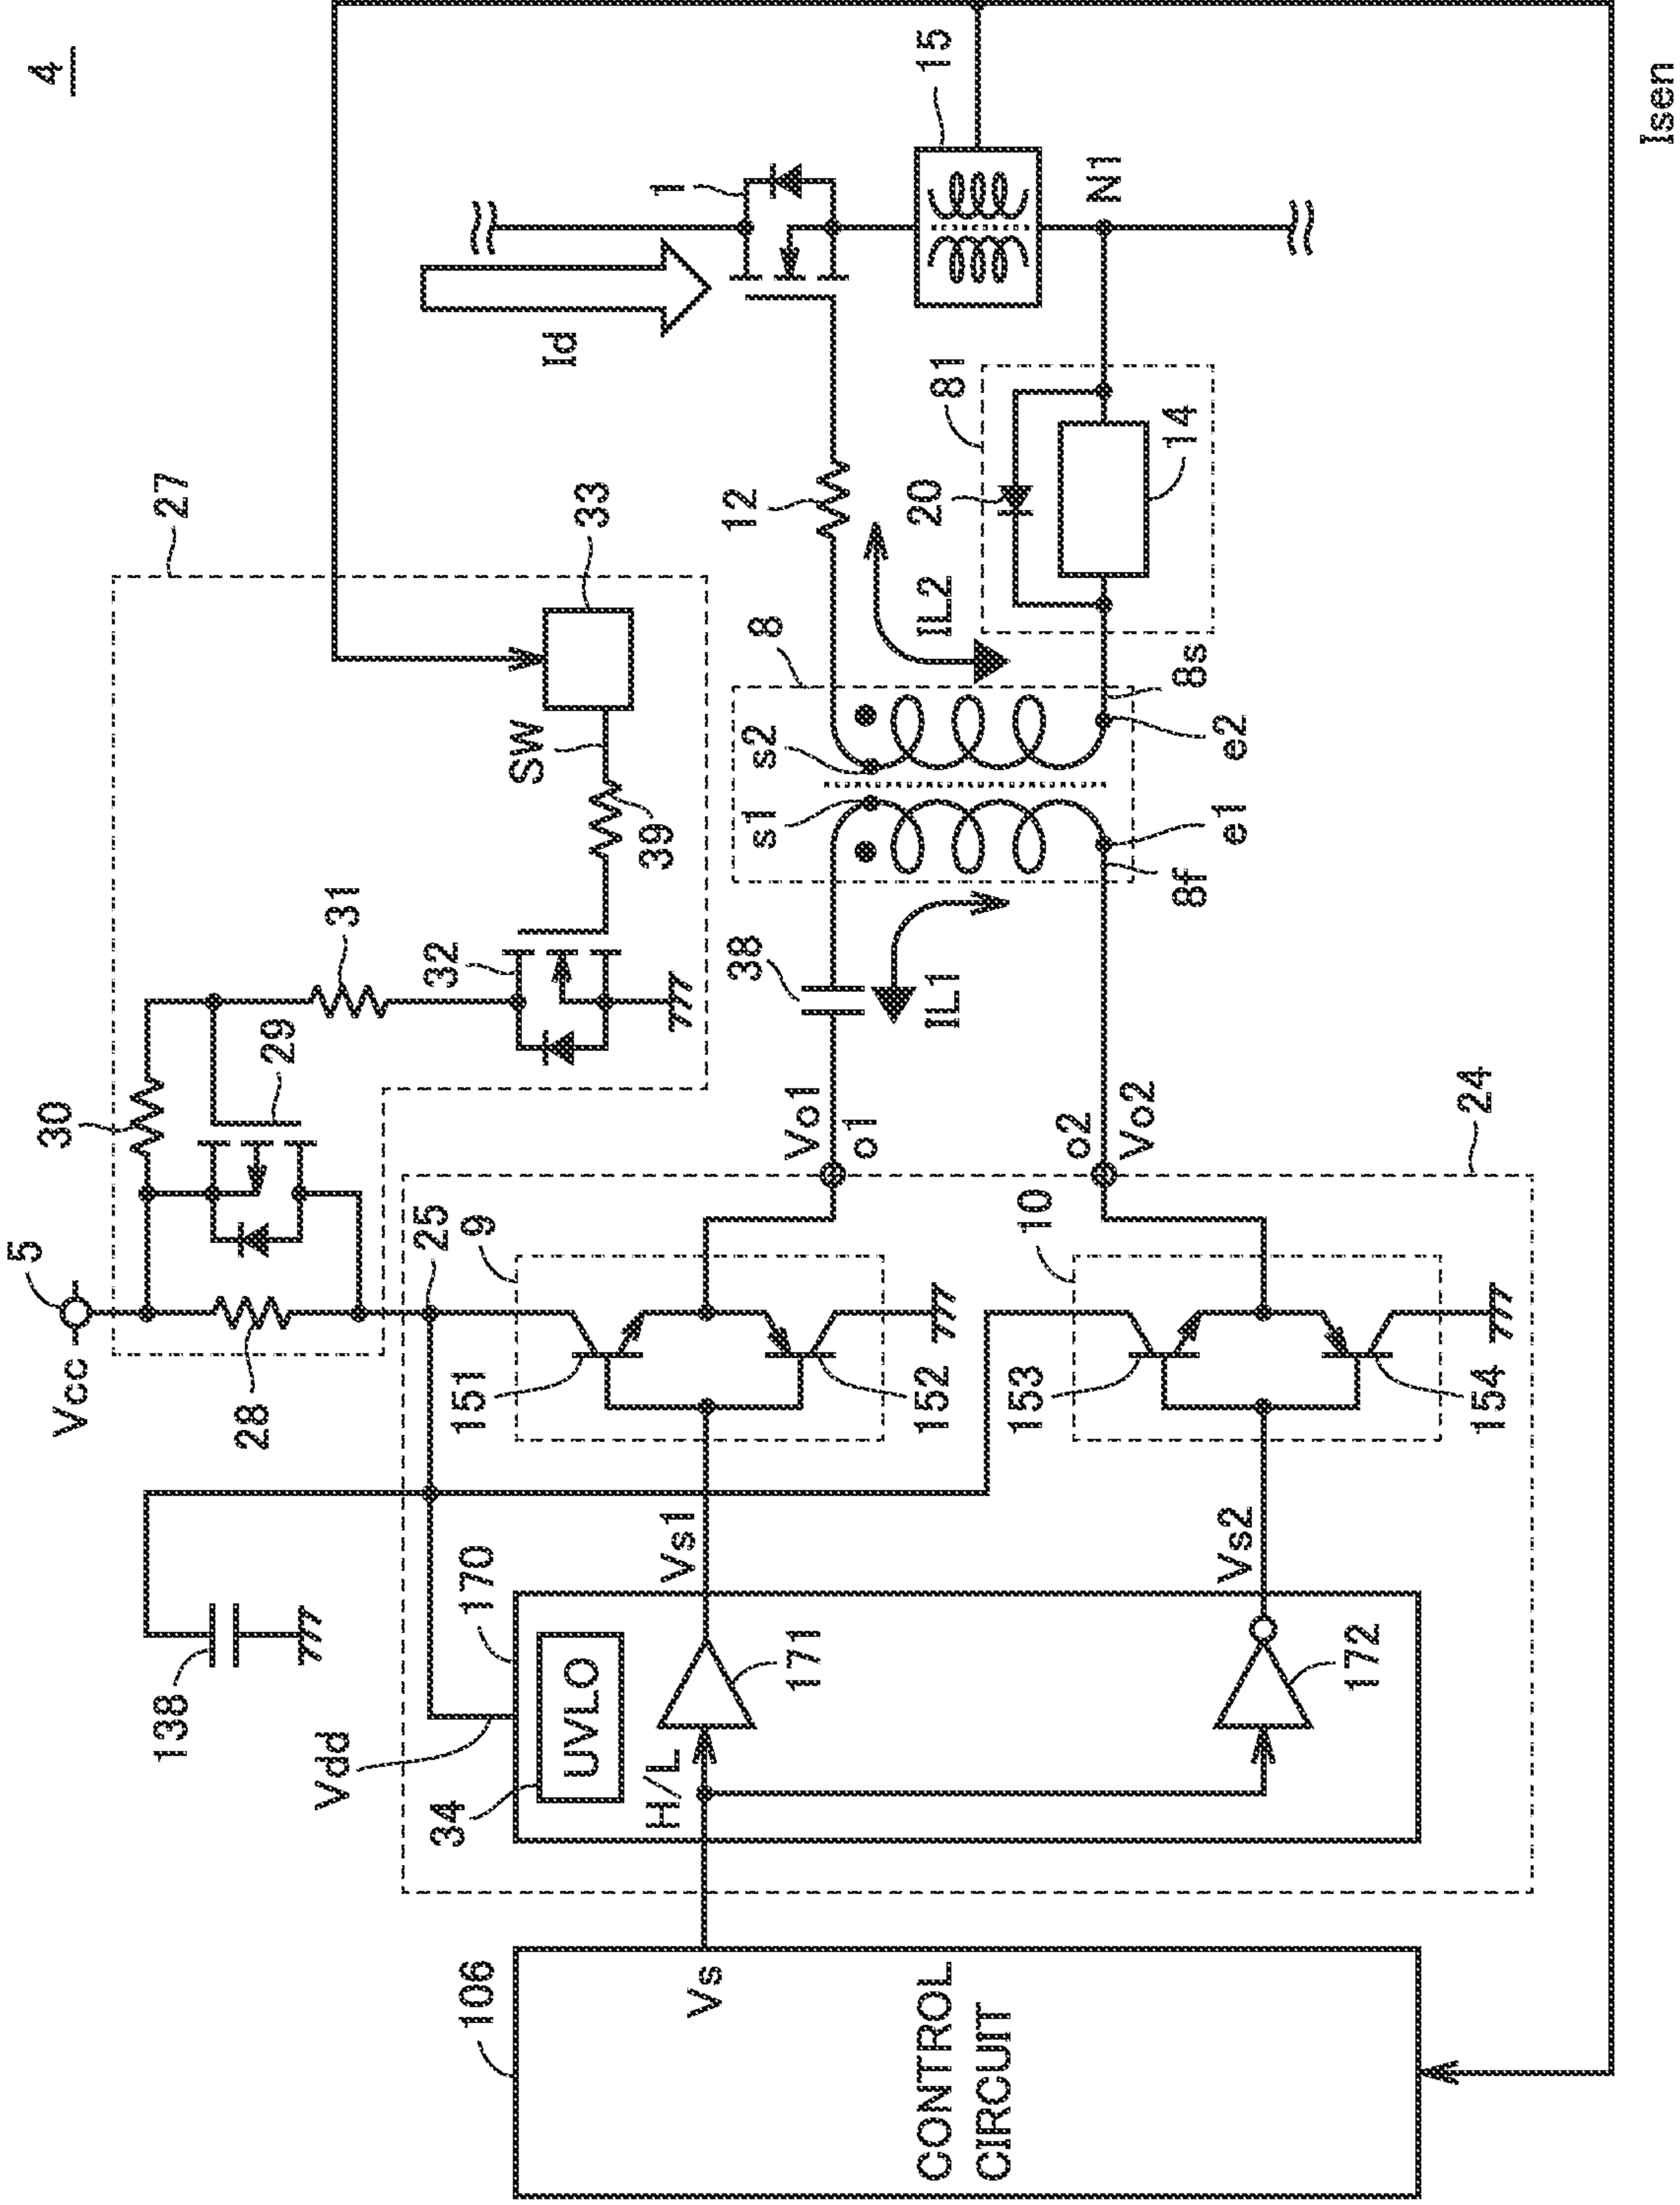 4
5
Vcc
28
30
29
31
27
32
39
SW
33
Id
1
15
N1
Isen
138
Vdd
25
9
151
152
10
153
154
24
34
UVLO
170
H/L
171
172
Vs1
Vs2
106
Vs
CONTROL
CIRCUIT
Vo1
o1
o2
Vo2
38
IL1
8
s1
s2
e1
e2
8f
8s
IL2
12
20
81
14